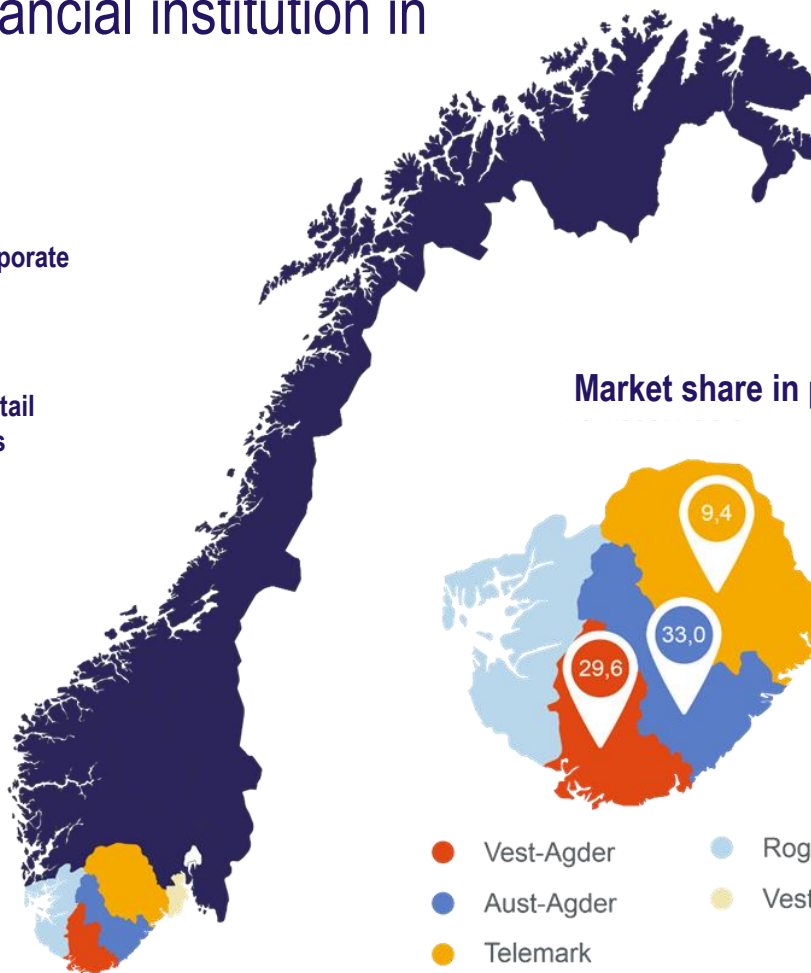 ancial institution in
porate
tail
s
Market share in p
9,4
33,0
29,6
Vest-Agder
Rog
Aust-Agder
Vest
Telemark